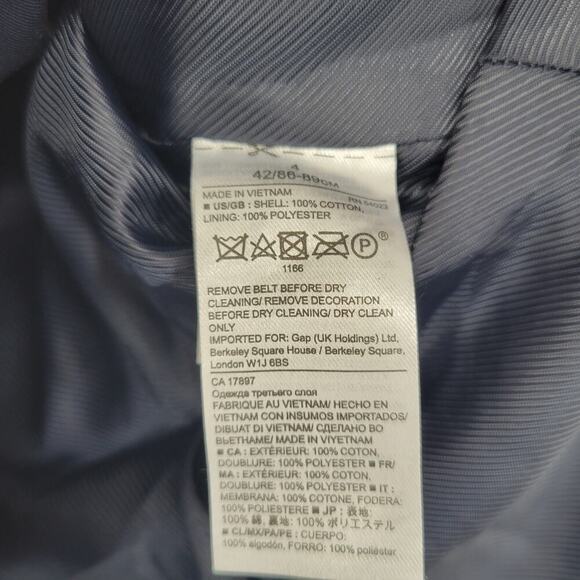 4
42/86-89CM
MADE IN VIETNAM
RN 54023
■ US/GB : SHELL: 100% COTTON,
LINING: 100% POLYESTER
P®
1166
REMOVE BELT BEFORE DRY
CLEANING/ REMOVE DECORATION
BEFORE DRY CLEANING/ DRY CLEAN
ONLY
IMPORTED FOR: Gap (UK Holdings) Ltd,
Berkeley Square House / Berkeley Square,
London W1J 6BS
CA 17897
Одежда третьего слоя
FABRIQUE AU VIETNAM/ HECHO EN
VIETNAM CON INSUMOS IMPORTADOS/
DIBUAT DI VIETNAM/ СДЕЛАНО ВО
ВЬЕТНАМЕ/ MADE IN VIYETNAM
■ CA : EXTÉRIEUR: 100% COTON,
DOUBLURE: 100% POLYESTER ■ FR/
MA : EXTÉRIEUR: 100% COTON,
DOUBLURE: 100% POLYESTER ■ IT :
MEMBRANA: 100% COTONE, FODERA:
100% POLIESTERE ■ JP : 表地:
100% 綿, 裏地: 100% ポリエステル
■ CL/MX/PA/PE : CUERPO:
100% algodón, FORRO: 100% poliéster